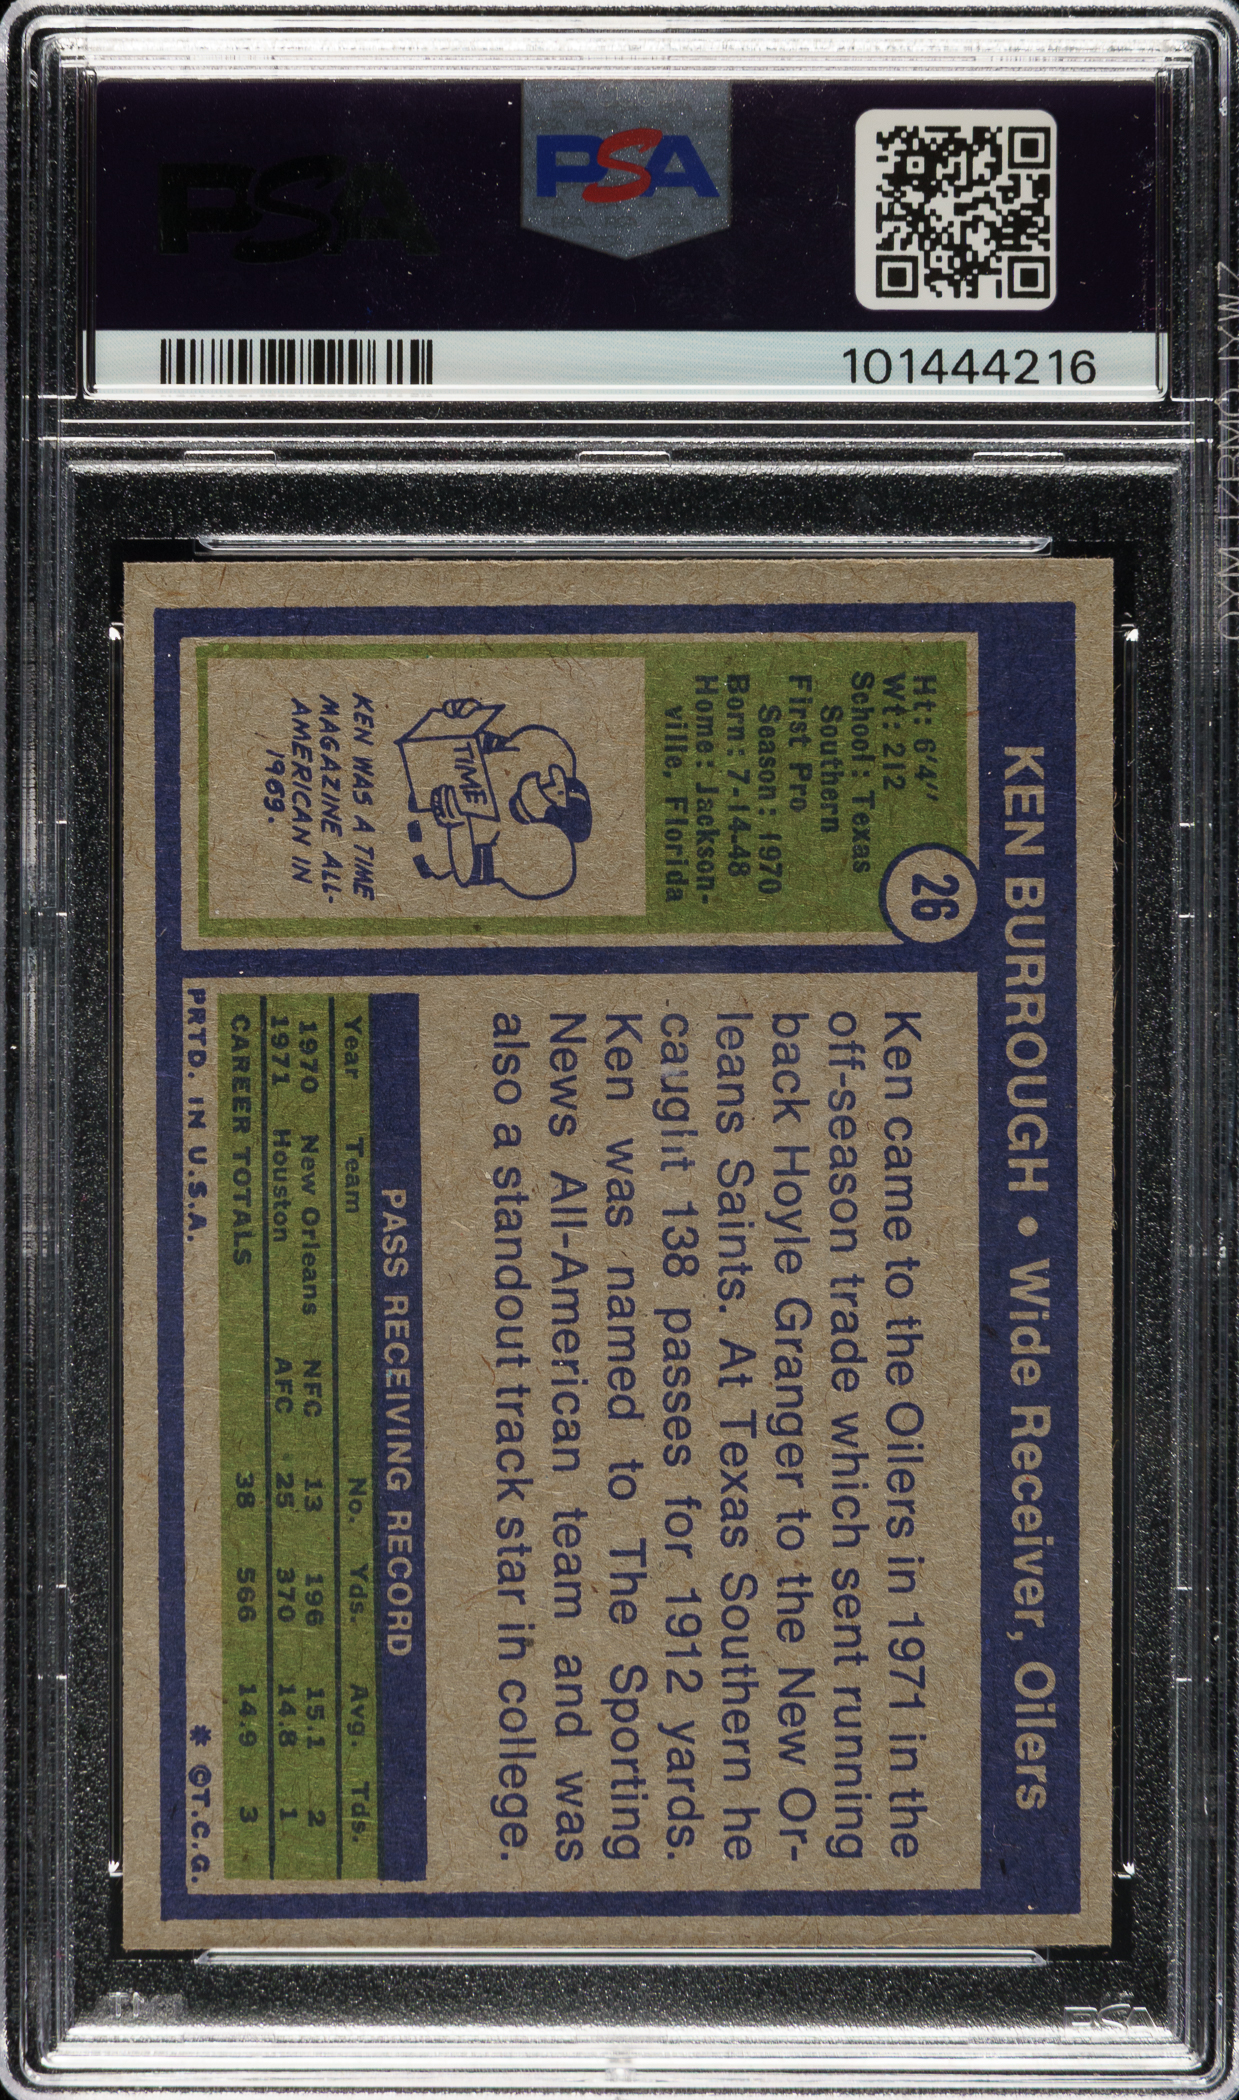 PSA
PSA
101444216
KEN BURROUGH • Wide Receiver, Oilers
26
Ht: 6'4"
Wt: 212
School: Texas
Southern
First Pro
Season: 1970
Born: 7-14-48
Home: Jackson-
ville, Florida
TIME
KEN WAS A TIME
MAGAZINE ALL-
AMERICAN IN
1969.
Ken came to the Oilers in 1971 in the
off-season trade which sent running
back Hoyle Granger to the New Or-
leans Saints. At Texas Southern he
caught 138 passes for 1912 yards.
Ken was named to The Sporting
News All-American team and was
also a standout track star in college.
PASS RECEIVING RECORD
Year Team No. Yds. Avg. Tds.
1970 New Orleans NFC 13 196 15.1 2
1971 Houston AFC 25 370 14.8 1
CAREER TOTALS 38 566 14.9 3
PRTD. IN U.S.A. * ©T.C.G.
PSA